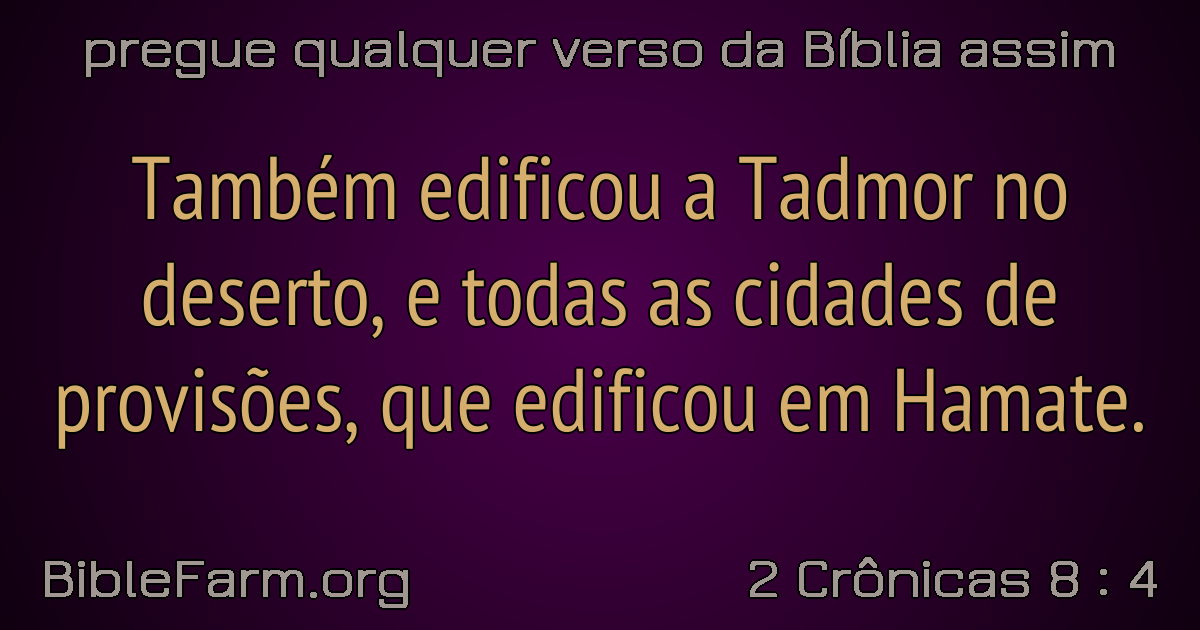 pregue qualquer verso da Bíblia assim
Também edificou a Tadmor no
deserto, e todas as cidades de
provisões, que edificou em Hamate.
BibleFarm.org
2 Crônicas 8 : 4